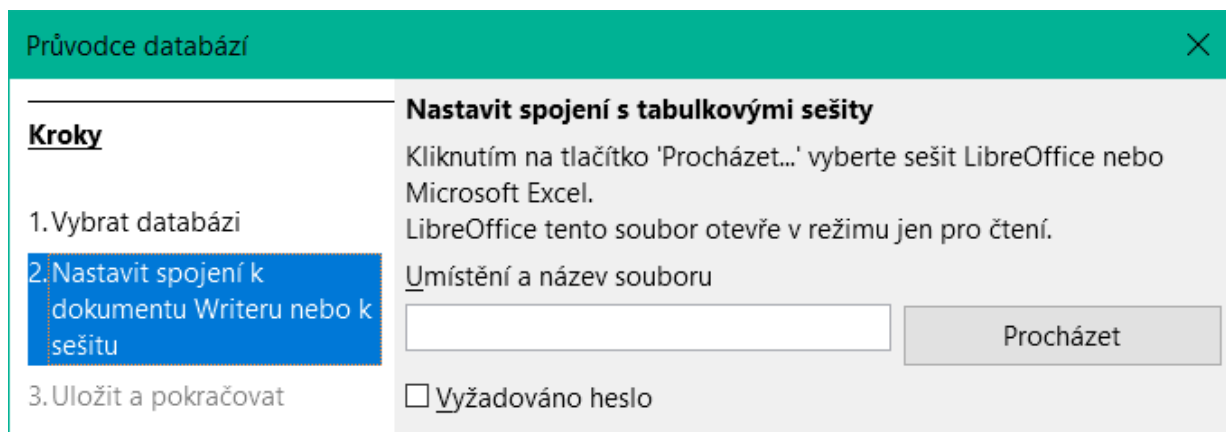 Průvodce databází
Kroky
1. Vybrat databázi
2. Nastavit spojení k
dokumentu Writeru nebo k
sešitu
3. Uložit a pokračovat
Nastavit spojení s tabulkovými sešity
Kliknutím na tlačítko 'Procházet...' vyberte sešit LibreOffice nebo
Microsoft Excel.
LibreOffice tento soubor otevře v režimu jen pro čtení.
Umístění a název souboru
Procházet
Vyžadováno heslo